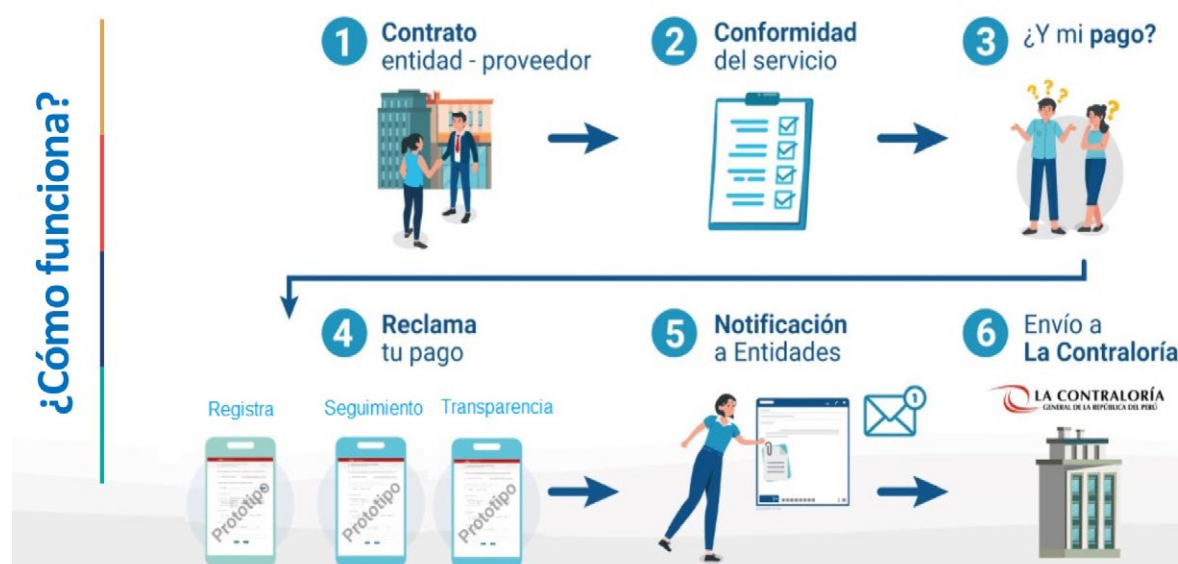 ¿Cómo funciona?
1 Contrato
entidad - proveedor
2 Conformidad
del servicio
3 ¿Y mi pago?
4 Reclama
tu pago
Registra
Seguimiento
Transparencia
Prototipo
Prototipo
Prototipo
5 Notificación
a Entidades
1
6 Envío a
La Contraloría
LA CONTRALORÍA
GENERAL DE LA REPÚBLICA DEL PERÚ